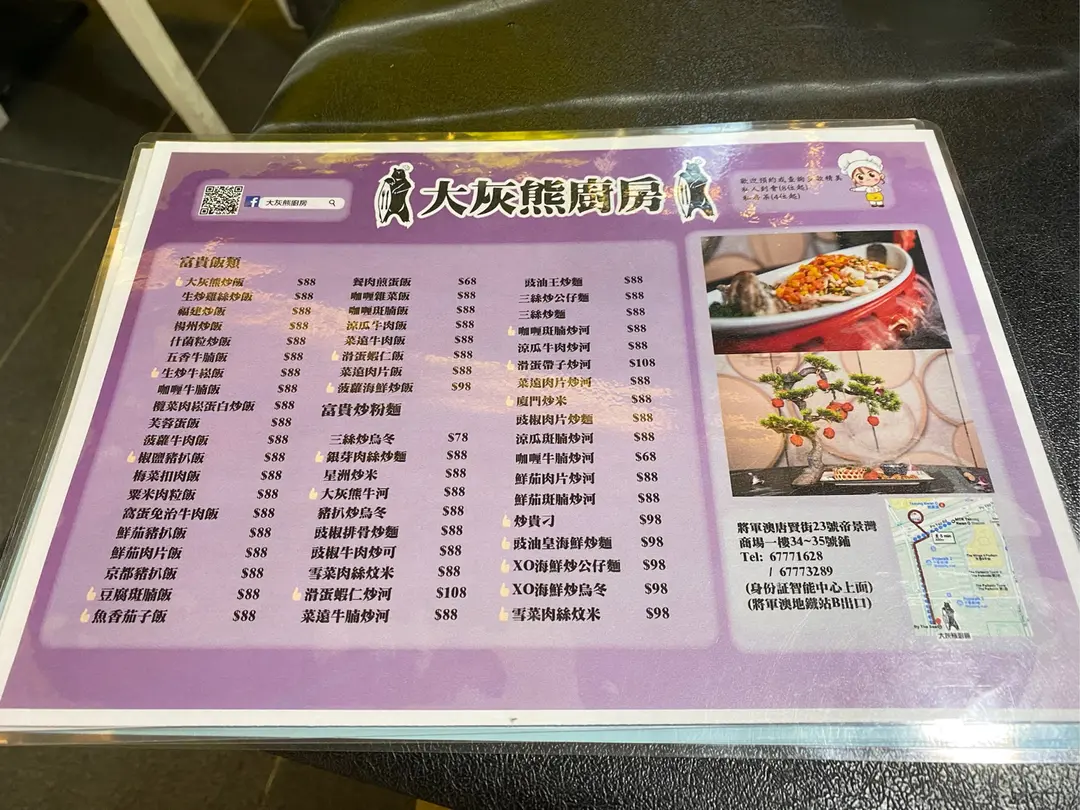 大灰熊廚房
大灰熊廚房
私人到會(8位起)
富貴飯類
大灰熊炒飯 $88
生炒雞絲炒飯 $88
福建炒飯 $88
楊州炒飯 $88
什菌粒炒飯 $88
五香牛腩飯 $88
生炒牛崧飯 $88
咖喱牛腩飯 $88
欖菜肉崧蛋白炒飯 $88
芙蓉蛋飯 $88
菠蘿牛肉飯 $88
椒鹽豬扒飯 $88
梅菜扣肉飯 $88
粟米肉粒飯 $88
窩蛋免治牛肉飯 $88
鮮茄豬扒飯 $88
鮮茄肉片飯 $88
京都豬扒飯 $88
豆腐斑腩飯 $88
魚香茄子飯 $88
餐肉煎蛋飯 $68
咖喱雜菜飯 $88
咖喱斑腩飯 $88
涼瓜牛肉飯 $88
菜遠牛肉飯 $88
滑蛋蝦仁飯 $88
菜遠肉片飯 $88
菠蘿海鮮炒飯 $98
富貴炒粉麵
三絲炒烏冬 $78
銀芽肉絲炒麵 $88
星洲炒米 $88
大灰熊牛河 $88
豬扒炒烏冬 $88
豉椒排骨炒麵 $88
豉椒牛肉炒可 $88
雪菜肉絲炆米 $88
滑蛋蝦仁炒河 $108
菜遠牛腩炒河 $88
豉油王炒麵 $88
三絲炒公仔麵 $88
三絲炒麵 $88
咖喱斑腩炒河 $88
涼瓜牛肉炒河 $88
滑蛋帶子炒河 $108
菜遠肉片炒河 $88
廈門炒米 $88
豉椒肉片炒麵 $88
涼瓜斑腩炒河 $88
咖喱牛腩炒河 $68
鮮茄肉片炒河 $88
鮮茄斑腩炒河 $88
炒貴刁 $98
豉油皇海鮮炒麵 $98
XO海鮮炒公仔麵 $98
XO海鮮炒烏冬 $98
雪菜肉絲炆米 $98
將軍澳唐賢街23號帝景灣
商場一樓34~35號鋪
Tel: 67771628
/ 67773289
(身份証智能中心上面)
(將軍澳地鐵站B出口)
大灰熊廚房